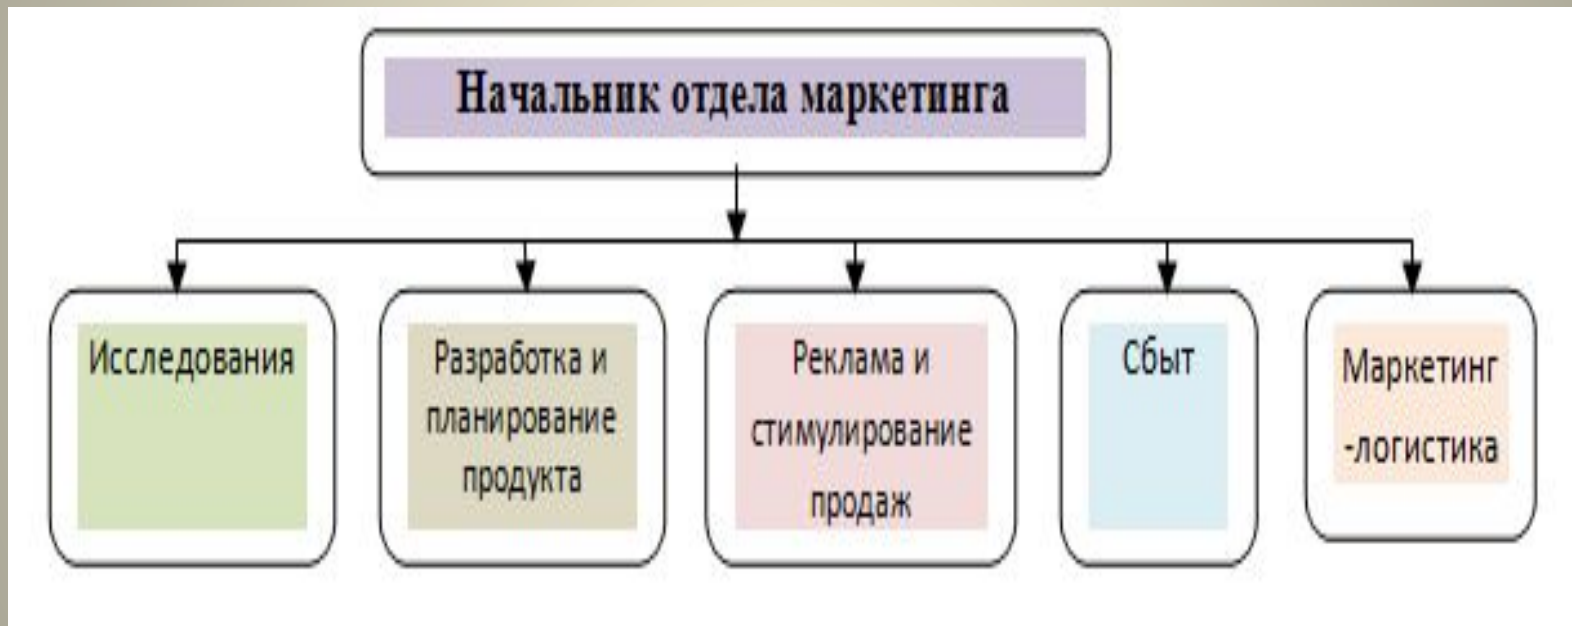 Начальник отдела маркетинга
Исследования
Разработка и
планирование
продукта
Реклама и
стимулирование
продаж
Сбыт
Маркетинг
-логистика